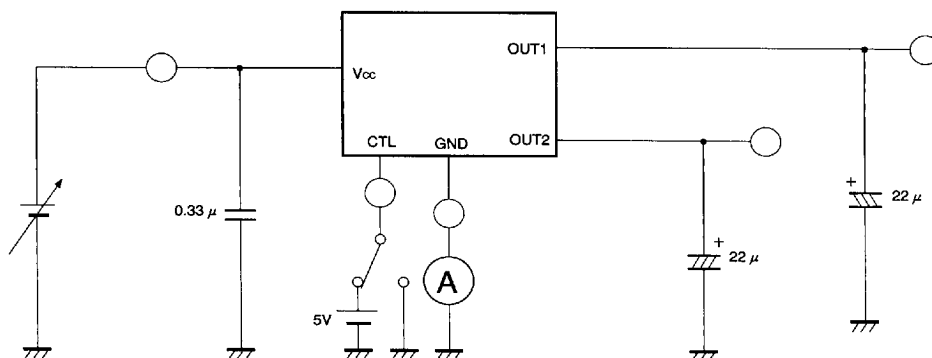 OUT1
Vcc
CTL
GND
OUT2
0.33 μ
+
22 μ
+
22 μ
A
5V